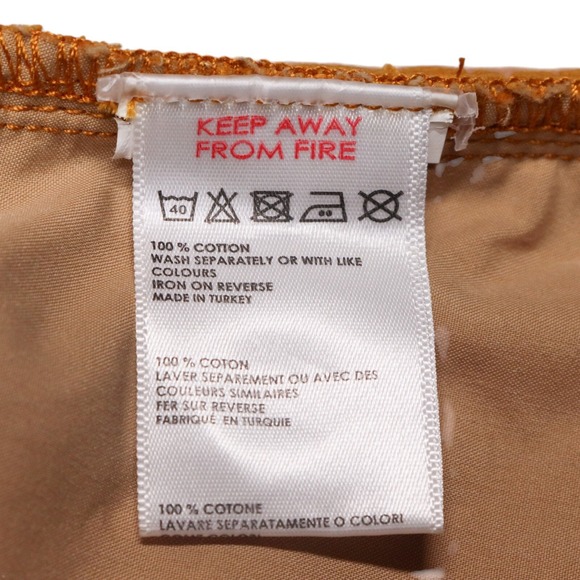 KEEP AWAY
FROM FIRE
40
100 % COTTON
WASH SEPARATELY OR WITH LIKE
COLOURS
IRON ON REVERSE
MADE IN TURKEY
100 % COTON
LAVER SEPAREMENT OU AVEC DES
COULEURS SIMILAIRES
FER SUR REVERSE
FABRIQUÉ EN TURQUIE
100 % COTONE
LAVARE SEPARATAMENTE O COLORI